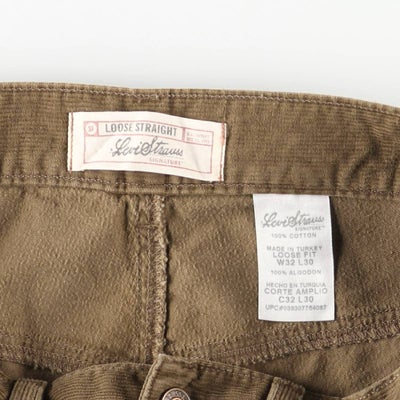 LOOSE STRAIGHT
Levi Strauss
SIGNATURE
Levi Strauss
SIGNATURE
100% COTTON
MADE IN TURKEY
LOOSE FIT
W32 L30
100% ALGODON
HECHO EN TURQUIA
CORTE AMPLIO
C32 L30